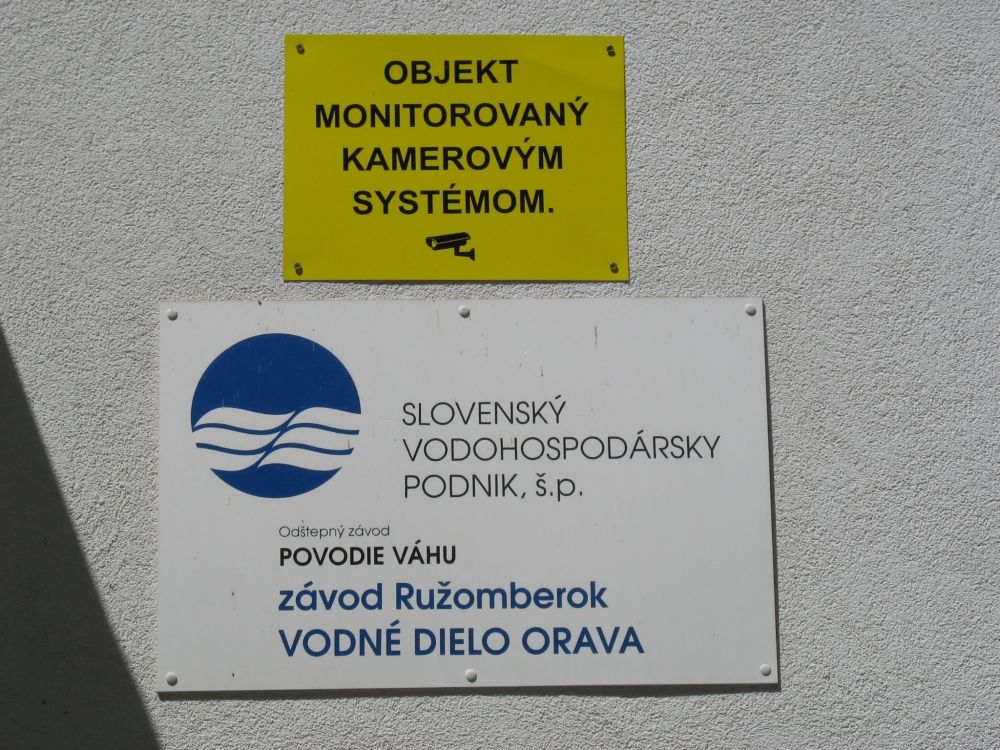 OBJEKT
MONITOROVANÝ
KAMEROVÝM
SYSTÉMOM.
SLOVENSKÝ
VODOHOSPODÁRSKY
PODNIK, š.p.
Odštepný závod
POVODIE VÁHU
závod Ružomberok
VODNÉ DIELO ORAVA